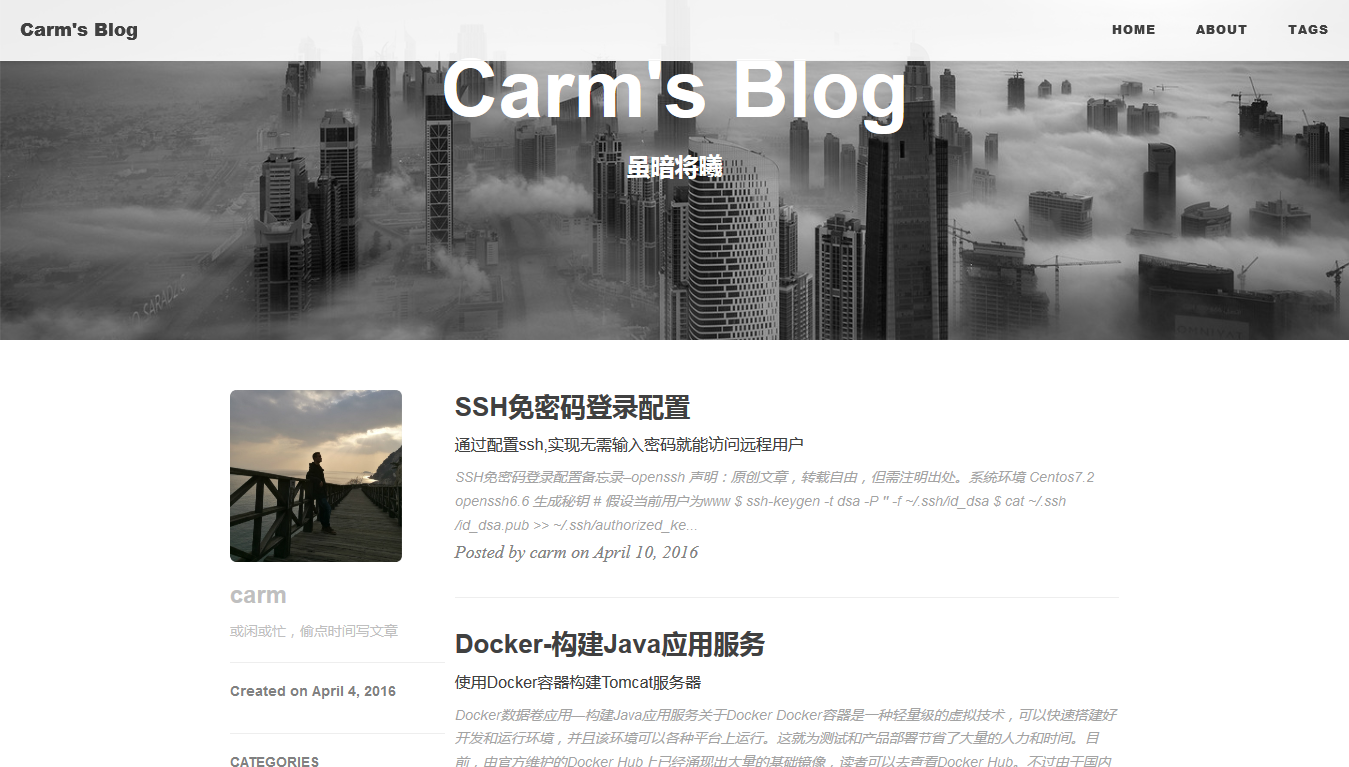 Carm's Blog
HOME ABOUT TAGS
Carm's Blog
虽暗将曦
carm
或闲或忙，偷点时间写文章
Created on April 4, 2016
CATEGORIES
SSH免密码登录配置
通过配置ssh,实现无需输入密码就能访问远程用户
SSH免密码登录配置备忘录–openssh 声明：原创文章，转载自由，但需注明出处。系统环境 Centos7.2
openssh6.6 生成秘钥 # 假设当前用户为www $ ssh-keygen -t dsa -P '' -f ~/.ssh/id_dsa $ cat ~/.ssh
/id_dsa.pub >> ~/.ssh/authorized_ke...
Posted by carm on April 10, 2016
Docker-构建Java应用服务
使用Docker容器构建Tomcat服务器
Docker数据卷应用—构建Java应用服务关于Docker Docker容器是一种轻量级的虚拟技术，可以快速搭建好
开发和运行环境，并且该环境可以各种平台上运行。这就为测试和产品部署节省了大量的人力和时间。目
前，由官方维护的Docker Hub上已经涌现出大量的基础镜像，读者可以去查看Docker Hub。不过由于国内